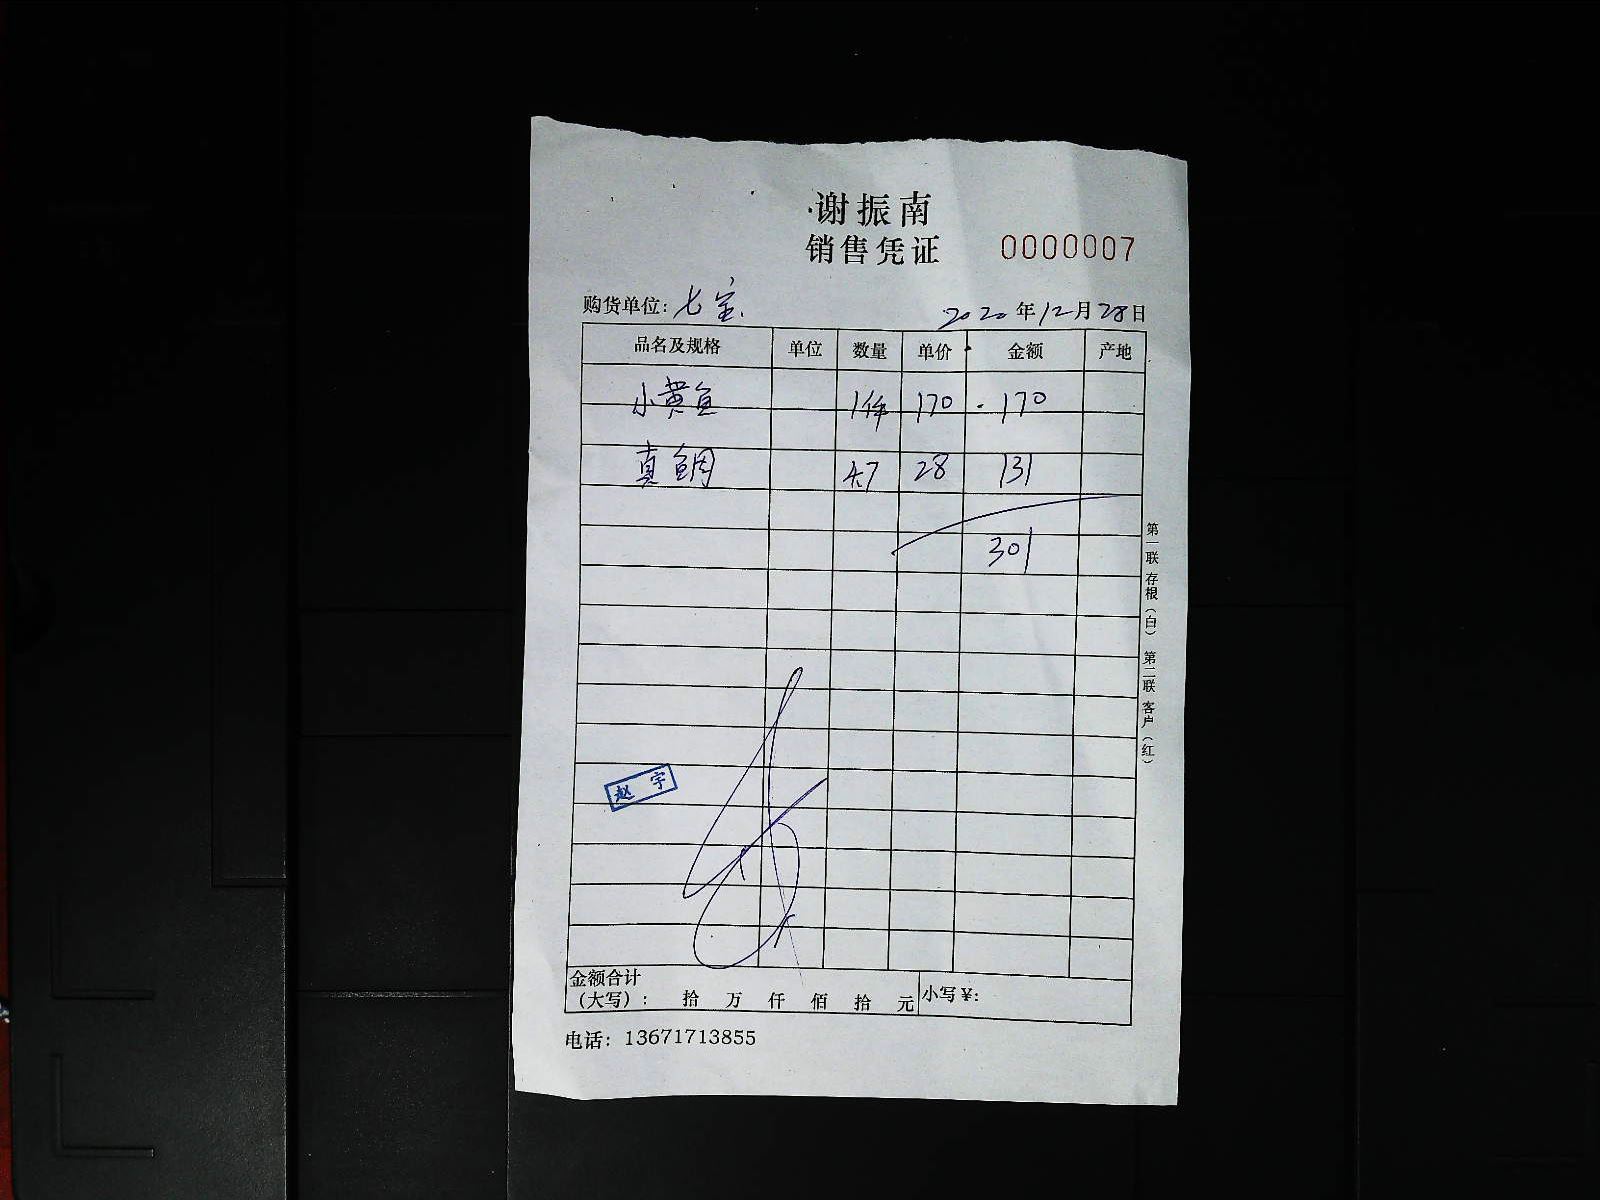 谢振南
销售凭证 0000007
购货单位：七宝 2020年12月28日
品名及规格 单位 数量 单价 金额 产地
小黄鱼 1件 170 170
真鲷 4.7 28 131
301
第一联 存根（白） 第二联 客户（红）
赵宇
金额合计
（大写）： 拾 万 仟 佰 拾 元 小写￥：
电话：13671713855